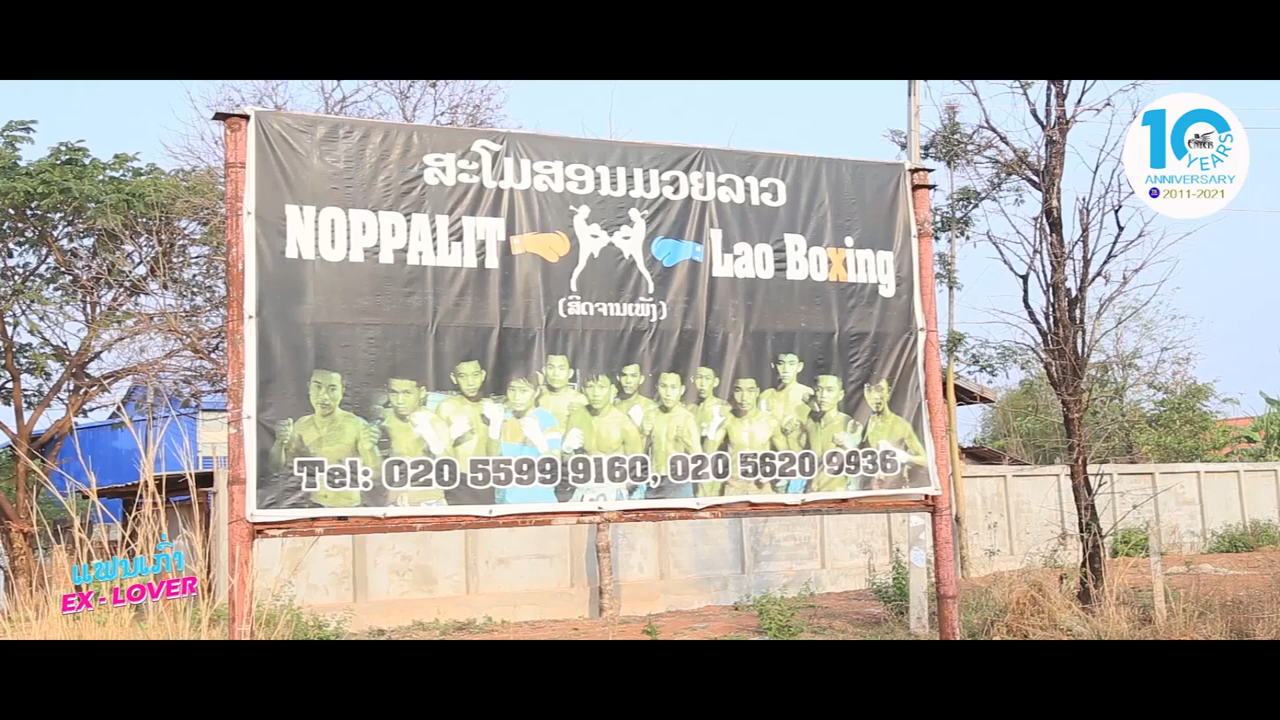 ສະໂມສອນມວຍລາວ
NOPPALIT Lao Boxing
(ສິດຈານເພັງ)
Tel: 020 5599 9160, 020 5620 9936
10 YEARS
ANNIVERSARY
2011-2021
ແຟນເກົ່າ
EX - LOVER